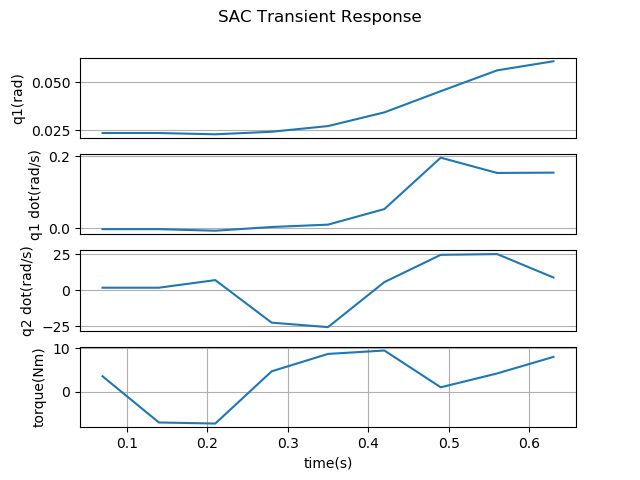 SAC Transient Response
q1(rad)
0.050
0.025
q1 dot(rad/s)
0.2
0.0
q2 dot(rad/s)
25
0
−25
torque(Nm)
10
0
0.1 0.2 0.3 0.4 0.5 0.6
time(s)